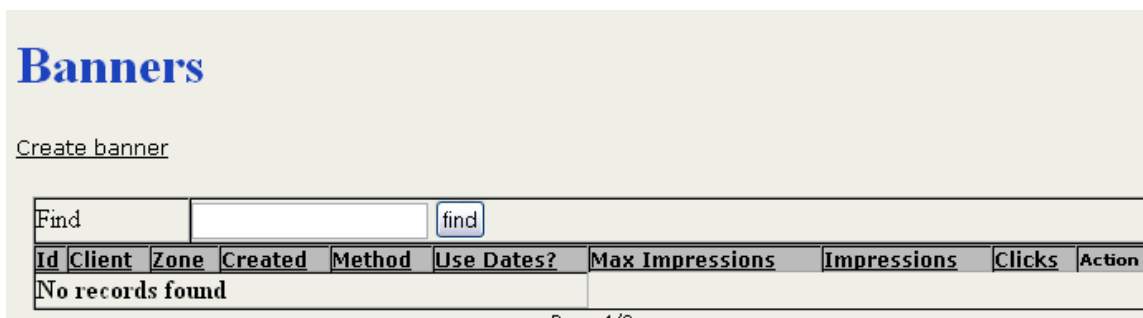 Banners
Create banner
Find find
Id Client Zone Created Method Use Dates? Max Impressions Impressions Clicks Action
No records found